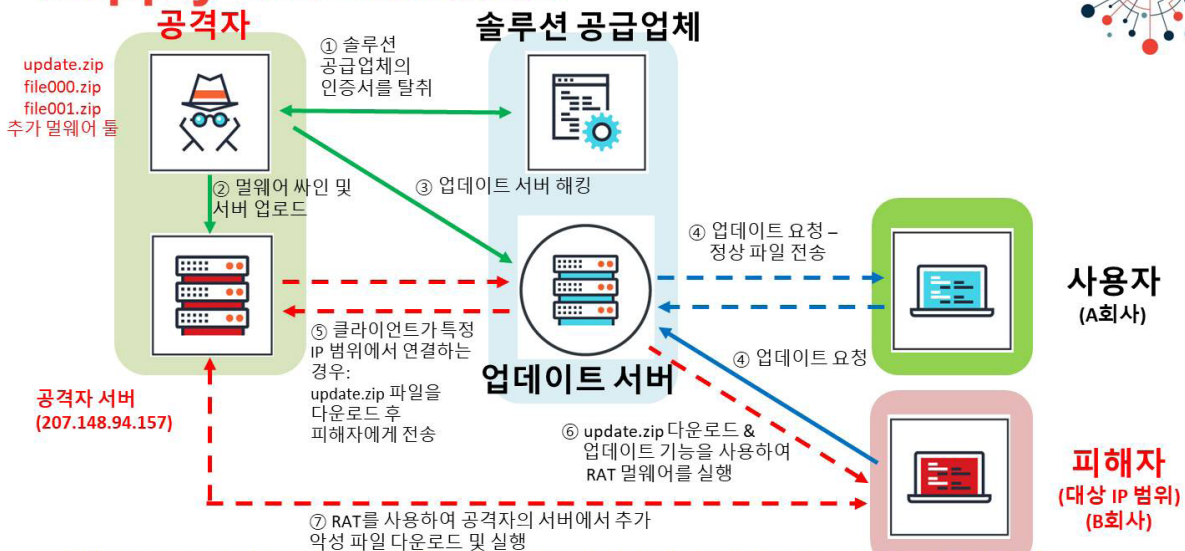 공격자
솔루션 공급업체
update.zip
file000.zip
file001.zip
추가 멀웨어 툴
① 솔루션
공급업체의
인증서를 탈취
② 멀웨어 싸인 및
서버 업로드
③ 업데이트 서버 해킹
④ 업데이트 요청 –
정상 파일 전송
사용자
(A회사)
⑤ 클라이언트가 특정
IP 범위에서 연결하는
경우:
update.zip 파일을
다운로드 후
피해자에게 전송
업데이트 서버
④ 업데이트 요청
공격자 서버
(207.148.94.157)
⑥ update.zip 다운로드 &
업데이트 기능을 사용하여
RAT 멀웨어를 실행
피해자
(대상 IP 범위)
(B회사)
⑦ RAT를 사용하여 공격자의 서버에서 추가
악성 파일 다운로드 및 실행